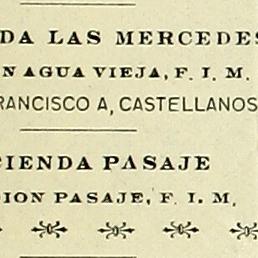 DA LAS MERCEDES
N AGUA VIEJA, F. I. M.
RANCISCO A, CASTELLANOS
CIENDA PASAJE
ION PASAJE, F. I. M.